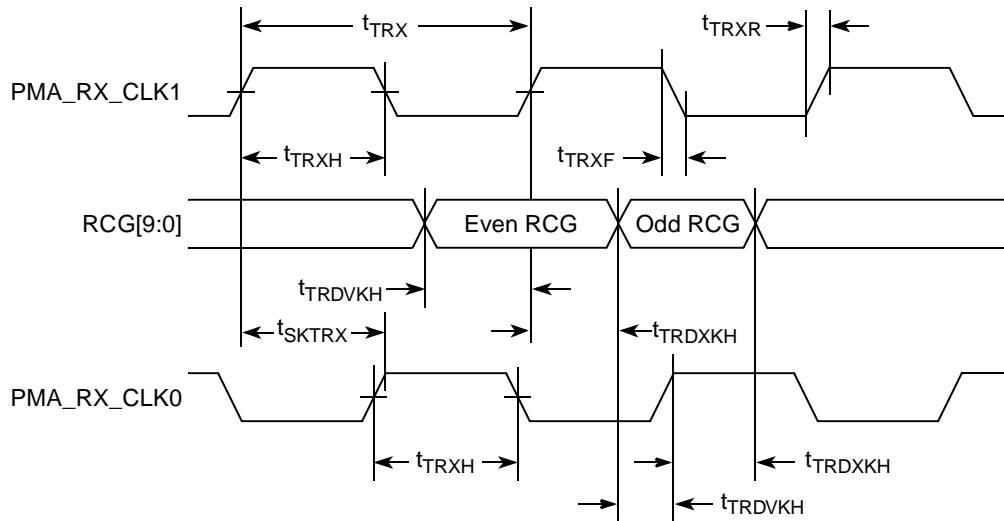 tTRX
tTRXR
PMA_RX_CLK1
tTRXH
tTRXF
RCG[9:0]
Even RCG
Odd RCG
tTRDVKH
tSKTRX
tTRDXKH
PMA_RX_CLK0
tTRXH
tTRDXKH
tTRDVKH